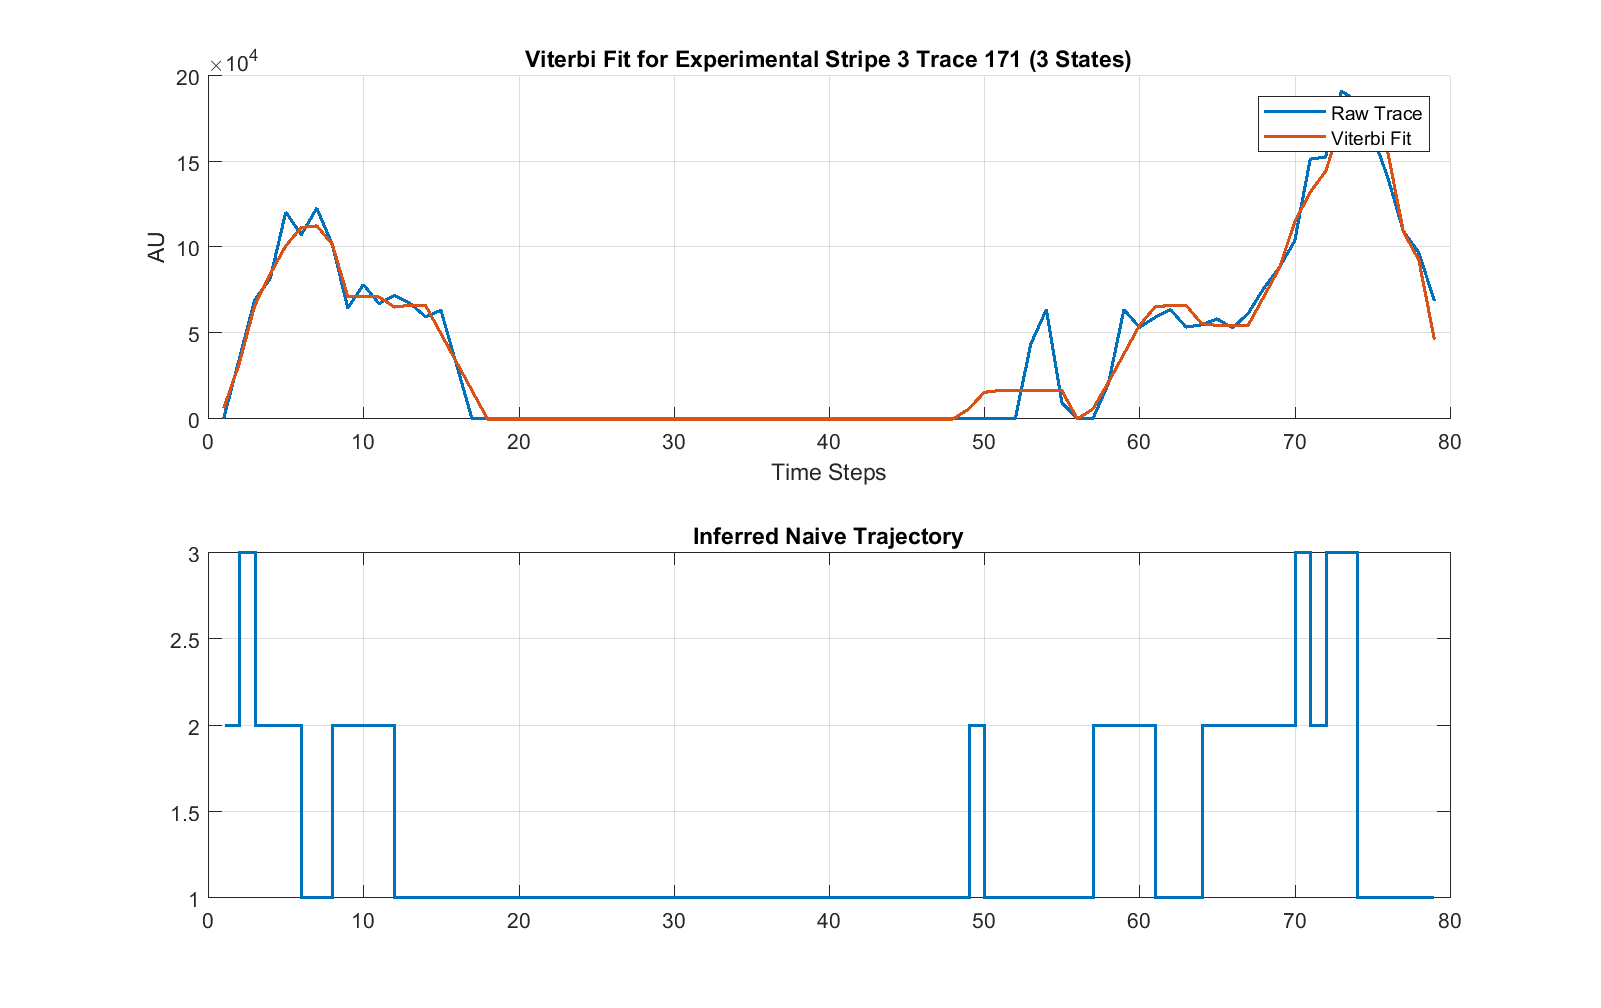 Viterbi Fit for Experimental Stripe 3 Trace 171 (3 States)
×10^4
20
15
10
5
0
AU
Raw Trace
Viterbi Fit
0 10 20 30 40 50 60 70 80
Time Steps
Inferred Naive Trajectory
3
2.5
2
1.5
1
0 10 20 30 40 50 60 70 80